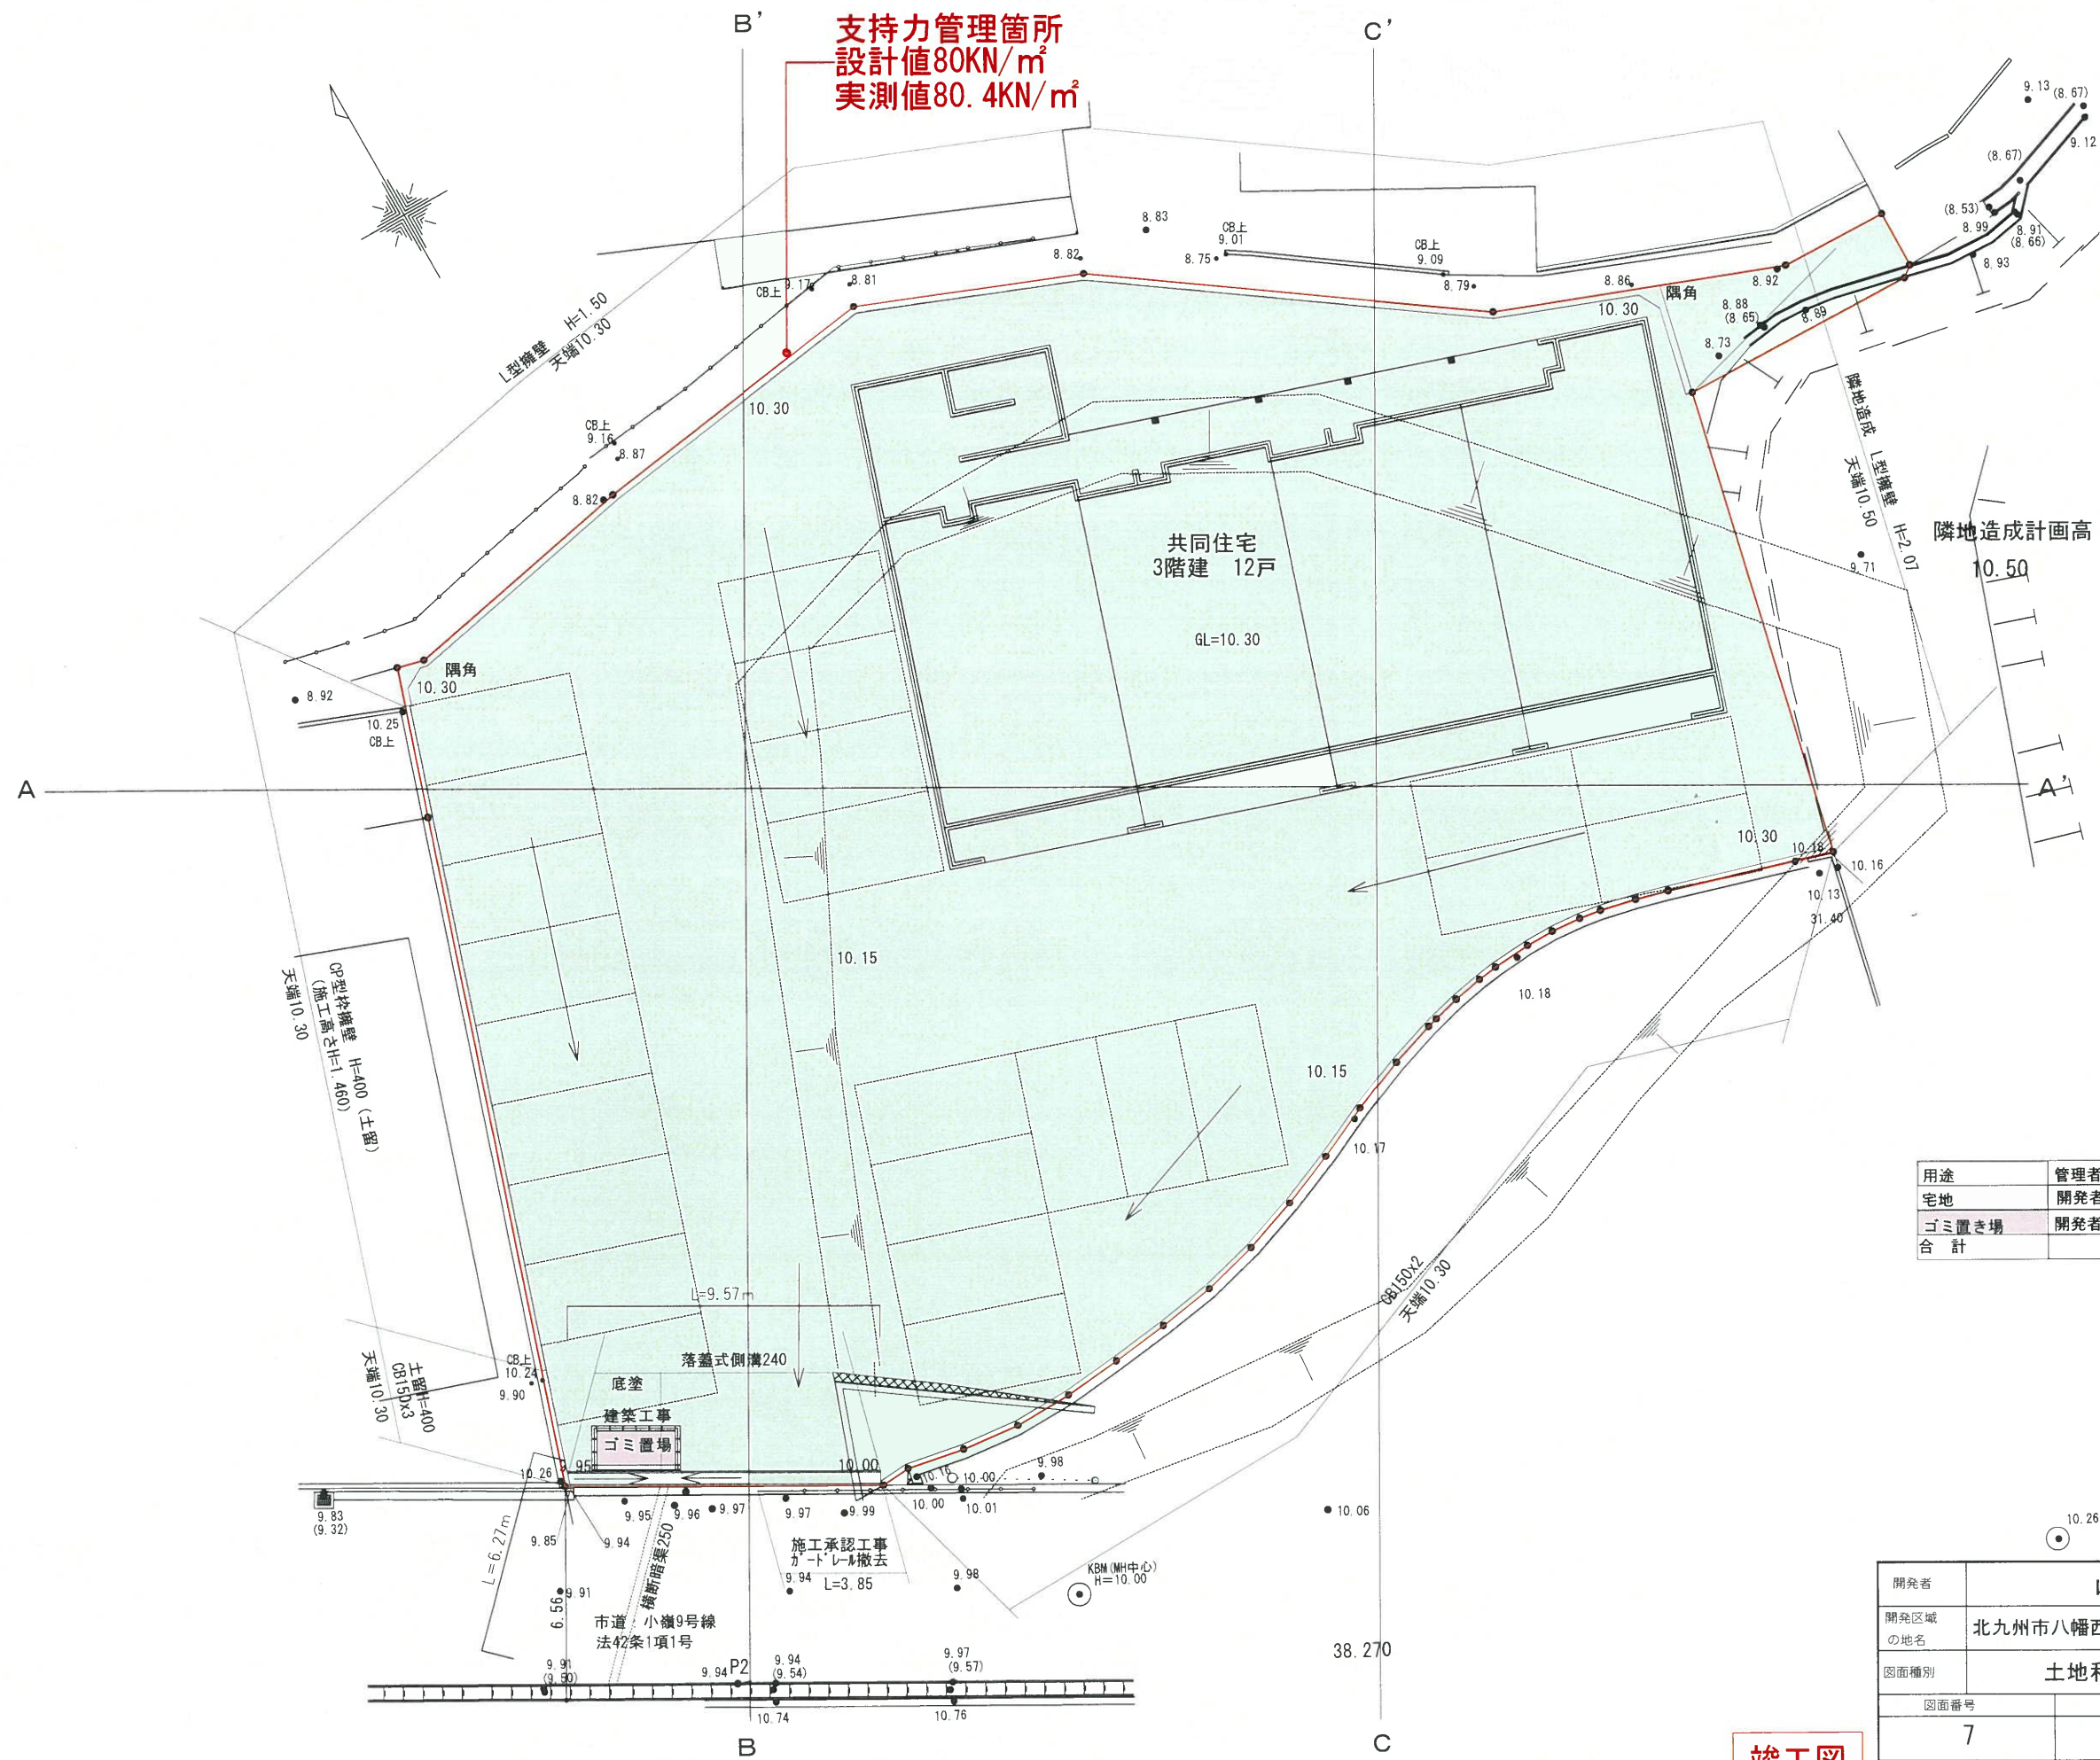 B'
支持力管理箇所
設計値80KN/㎡
実測値80.4KN/㎡
C'
9.13
(8.67)
9.12
(8.67)
(8.53)
8.99
8.91
(8.66)
8.93
8.83
CB上
9.01
8.75
CB上
9.09
8.79
8.82
8.86
8.92
隅角
10.30
8.88
(8.65)
8.89
8.73
CB上
9.17
8.81
L型擁壁 H=1.50
天端10.30
10.30
CB上
9.16
8.87
8.82
隣地造成 L型擁壁 H=2.07
天端10.50
隣地造成計画高
10.50
9.71
共同住宅
3階建 12戸
GL=10.30
隅角
10.30
8.92
10.25
CB上
A
A'
10.30
10.18
10.16
10.13
31.40
10.15
10.18
10.15
10.17
CP型枠擁壁 H=400(土留)
(施工高さH=1.460)
天端10.30
用途
管理者
宅地
開発者
ゴミ置き場
開発者
合 計
CB150x2
天端10.30
L=9.57m
落蓋式側溝240
底塗
建築工事
ゴミ置場
CB上
10.24
9.90
土留H=400
CB150x3
天端10.30
10.26
95
10.00
10.16
10.00
9.98
9.83
(9.32)
9.85
9.94
9.95
9.96
9.97
9.97
9.99
10.00
10.01
10.06
施工承認工事
ガードレール撤去
L=3.85
9.94
9.98
KBM(MH中心)
H=10.00
L=6.27m
6.56
9.91
横断暗渠250
市道:小嶺9号線
法42条1項1号
9.91
(9.50)
9.94
P2
9.94
(9.54)
9.97
(9.57)
10.74
10.76
38.270
10.26
開発者
開発区域
の地名
北九州市八幡西
図面種別
土地利
図面番号
7
竣工図
B
C